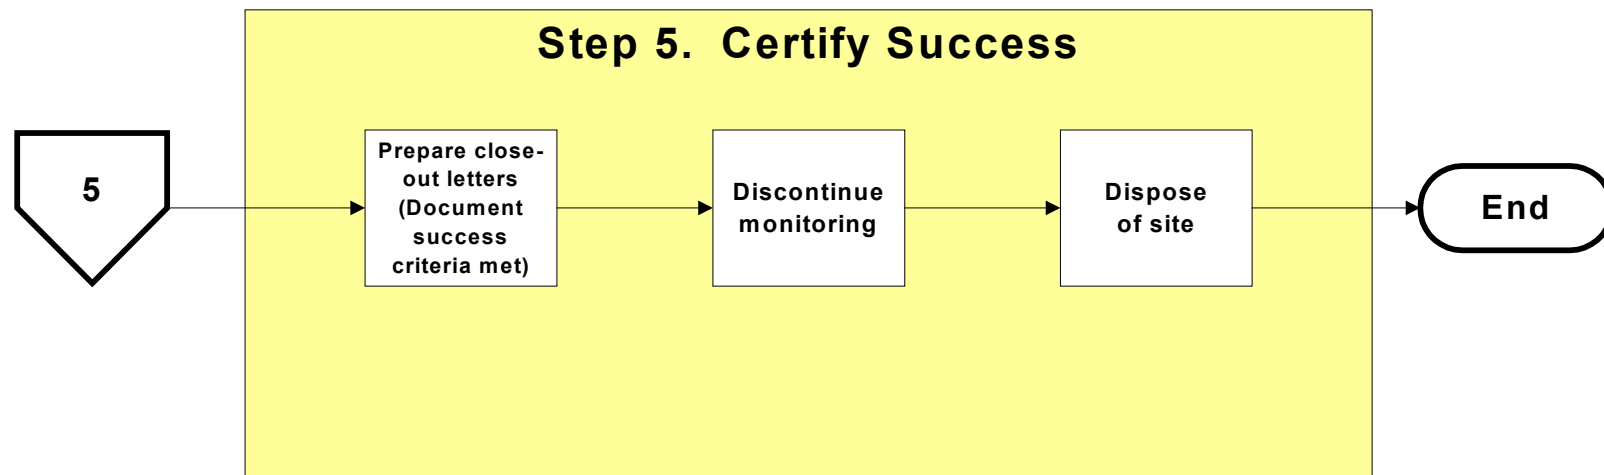 Step 5. Certify Success
5
Prepare close-
out letters
(Document
success
criteria met)
Discontinue
monitoring
Dispose
of site
End